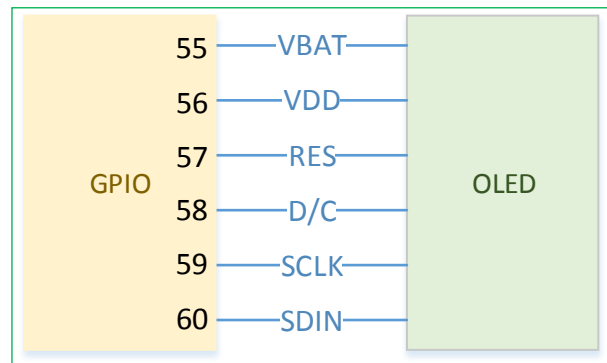 55 VBAT
56 VDD
57 RES
GPIO OLED
58 D/C
59 SCLK
60 SDIN